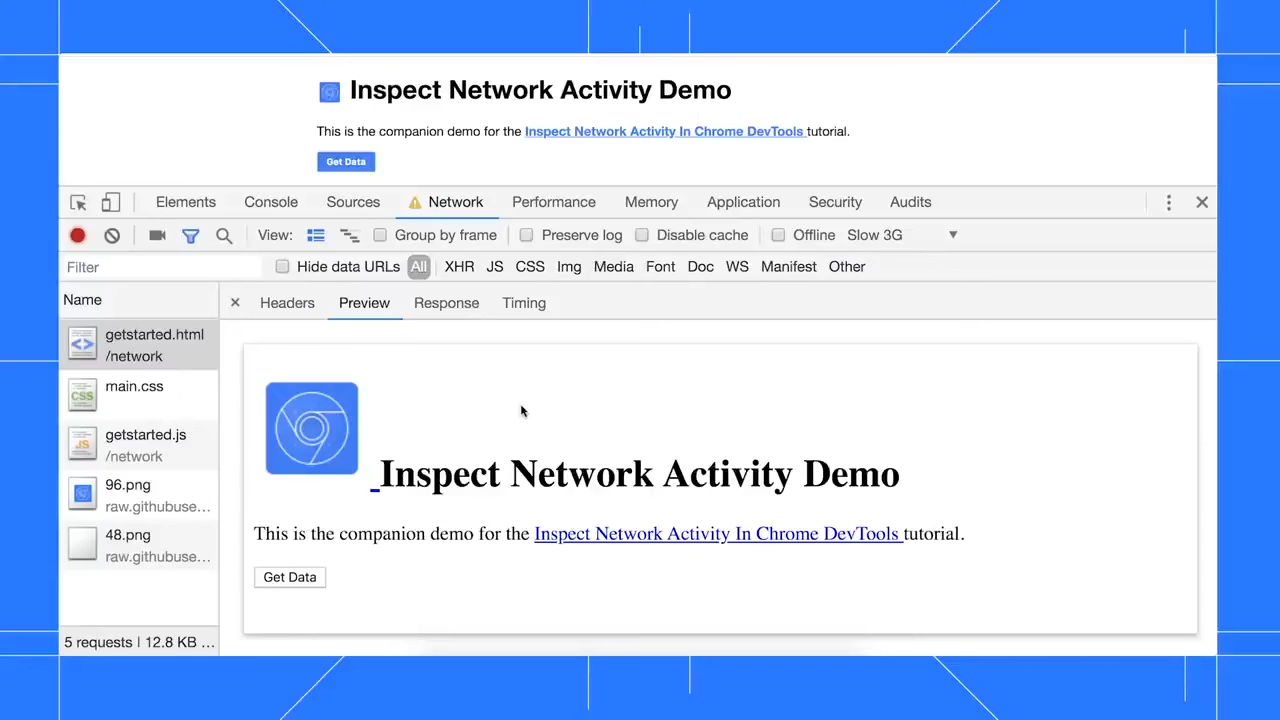 Inspect Network Activity Demo
This is the companion demo for the Inspect Network Activity In Chrome DevTools tutorial.
Get Data
Elements Console Sources Network Performance Memory Application Security Audits
View: Group by frame Preserve log Disable cache Offline Slow 3G
Filter Hide data URLs All XHR JS CSS Img Media Font Doc WS Manifest Other
Name
Headers Preview Response Timing
getstarted.html
/network
main.css
getstarted.js
/network
96.png
raw.githubuse...
48.png
raw.githubuse...
5 requests | 12.8 KB ...
Inspect Network Activity Demo
This is the companion demo for the Inspect Network Activity In Chrome DevTools tutorial.
Get Data